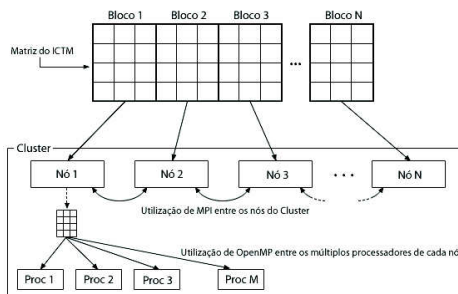 Bloco 1 Bloco 2 Bloco 3 Bloco N
Matriz do ICTM
...
Cluster
Nó 1 Nó 2 Nó 3 . . . Nó N
Utilização de MPI entre os nós do Cluster
Utilização de OpenMP entre os múltiplos processadores de cada nó
Proc 1 Proc 2 Proc 3 Proc M